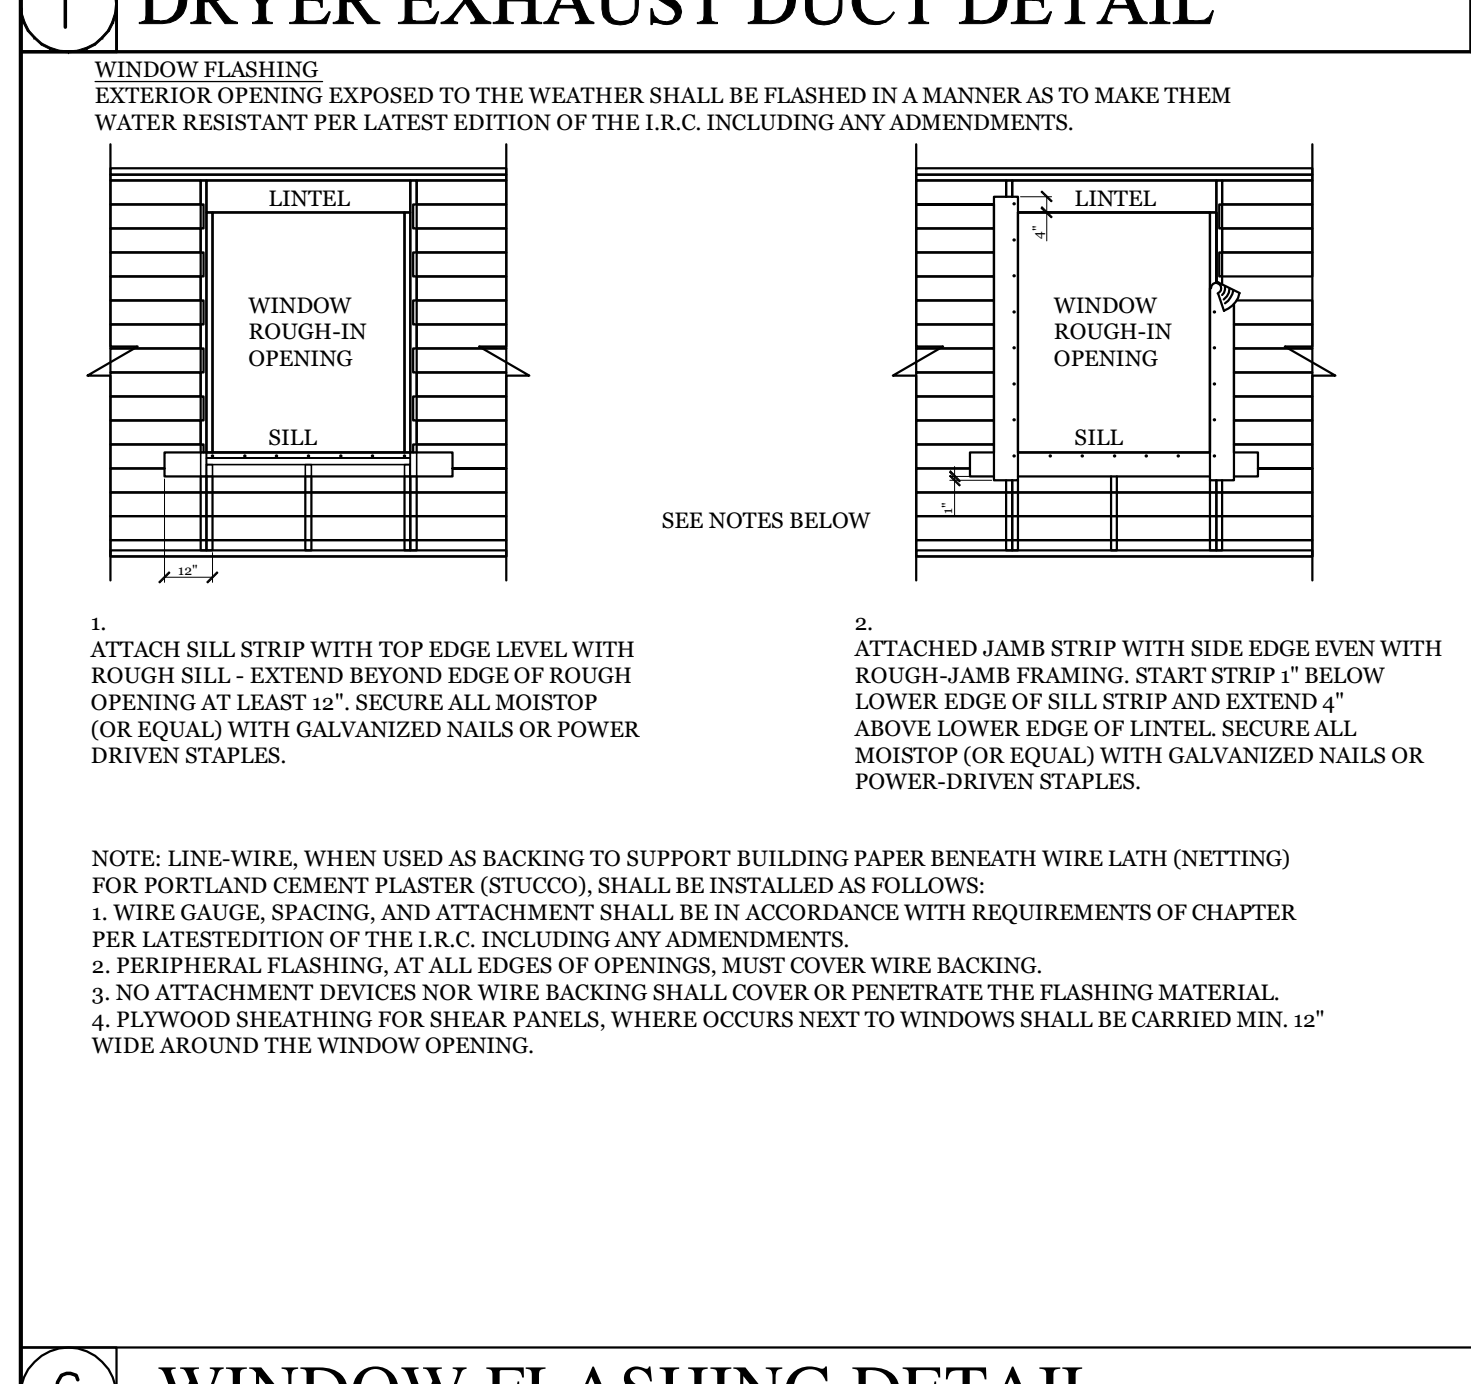 DRYER EXHAUST DUCT DETAIL
WINDOW FLASHING
EXTERIOR OPENING EXPOSED TO THE WEATHER SHALL BE FLASHED IN A MANNER AS TO MAKE THEM
WATER RESISTANT PER LATEST EDITION OF THE I.R.C. INCLUDING ANY ADMENDMENTS.
LINTEL
WINDOW
ROUGH-IN
OPENING
SILL
12"
SEE NOTES BELOW
LINTEL
4"
WINDOW
ROUGH-IN
OPENING
SILL
1"
1.
ATTACH SILL STRIP WITH TOP EDGE LEVEL WITH
ROUGH SILL - EXTEND BEYOND EDGE OF ROUGH
OPENING AT LEAST 12". SECURE ALL MOISTOP
(OR EQUAL) WITH GALVANIZED NAILS OR POWER
DRIVEN STAPLES.
2.
ATTACHED JAMB STRIP WITH SIDE EDGE EVEN WITH
ROUGH-JAMB FRAMING. START STRIP 1" BELOW
LOWER EDGE OF SILL STRIP AND EXTEND 4"
ABOVE LOWER EDGE OF LINTEL. SECURE ALL
MOISTOP (OR EQUAL) WITH GALVANIZED NAILS OR
POWER-DRIVEN STAPLES.
NOTE: LINE-WIRE, WHEN USED AS BACKING TO SUPPORT BUILDING PAPER BENEATH WIRE LATH (NETTING)
FOR PORTLAND CEMENT PLASTER (STUCCO), SHALL BE INSTALLED AS FOLLOWS:
1. WIRE GAUGE, SPACING, AND ATTACHMENT SHALL BE IN ACCORDANCE WITH REQUIREMENTS OF CHAPTER
PER LATESTEDITION OF THE I.R.C. INCLUDING ANY ADMENDMENTS.
2. PERIPHERAL FLASHING, AT ALL EDGES OF OPENINGS, MUST COVER WIRE BACKING.
3. NO ATTACHMENT DEVICES NOR WIRE BACKING SHALL COVER OR PENETRATE THE FLASHING MATERIAL.
4. PLYWOOD SHEATHING FOR SHEAR PANELS, WHERE OCCURS NEXT TO WINDOWS SHALL BE CARRIED MIN. 12"
WIDE AROUND THE WINDOW OPENING.
WINDOW FLASHING DETAIL